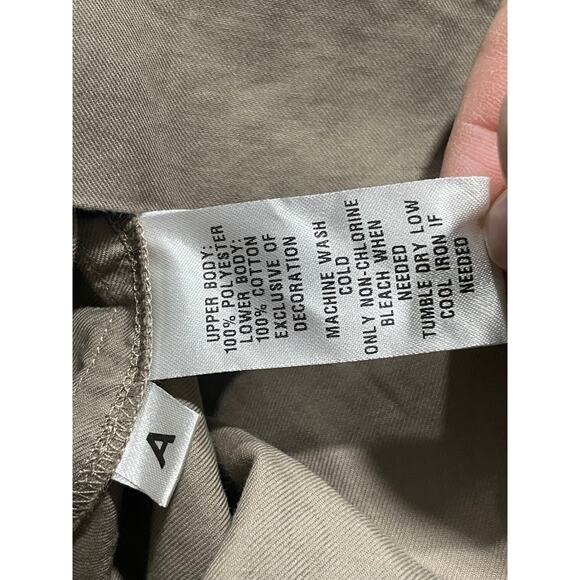 UPPER BODY:
100% POLYESTER
LOWER BODY:
100% COTTON
EXCLUSIVE OF
DECORATION
MACHINE WASH
COLD
ONLY NON-CHLORINE
BLEACH WHEN
NEEDED
TUMBLE DRY LOW
COOL IRON IF
NEEDED
A